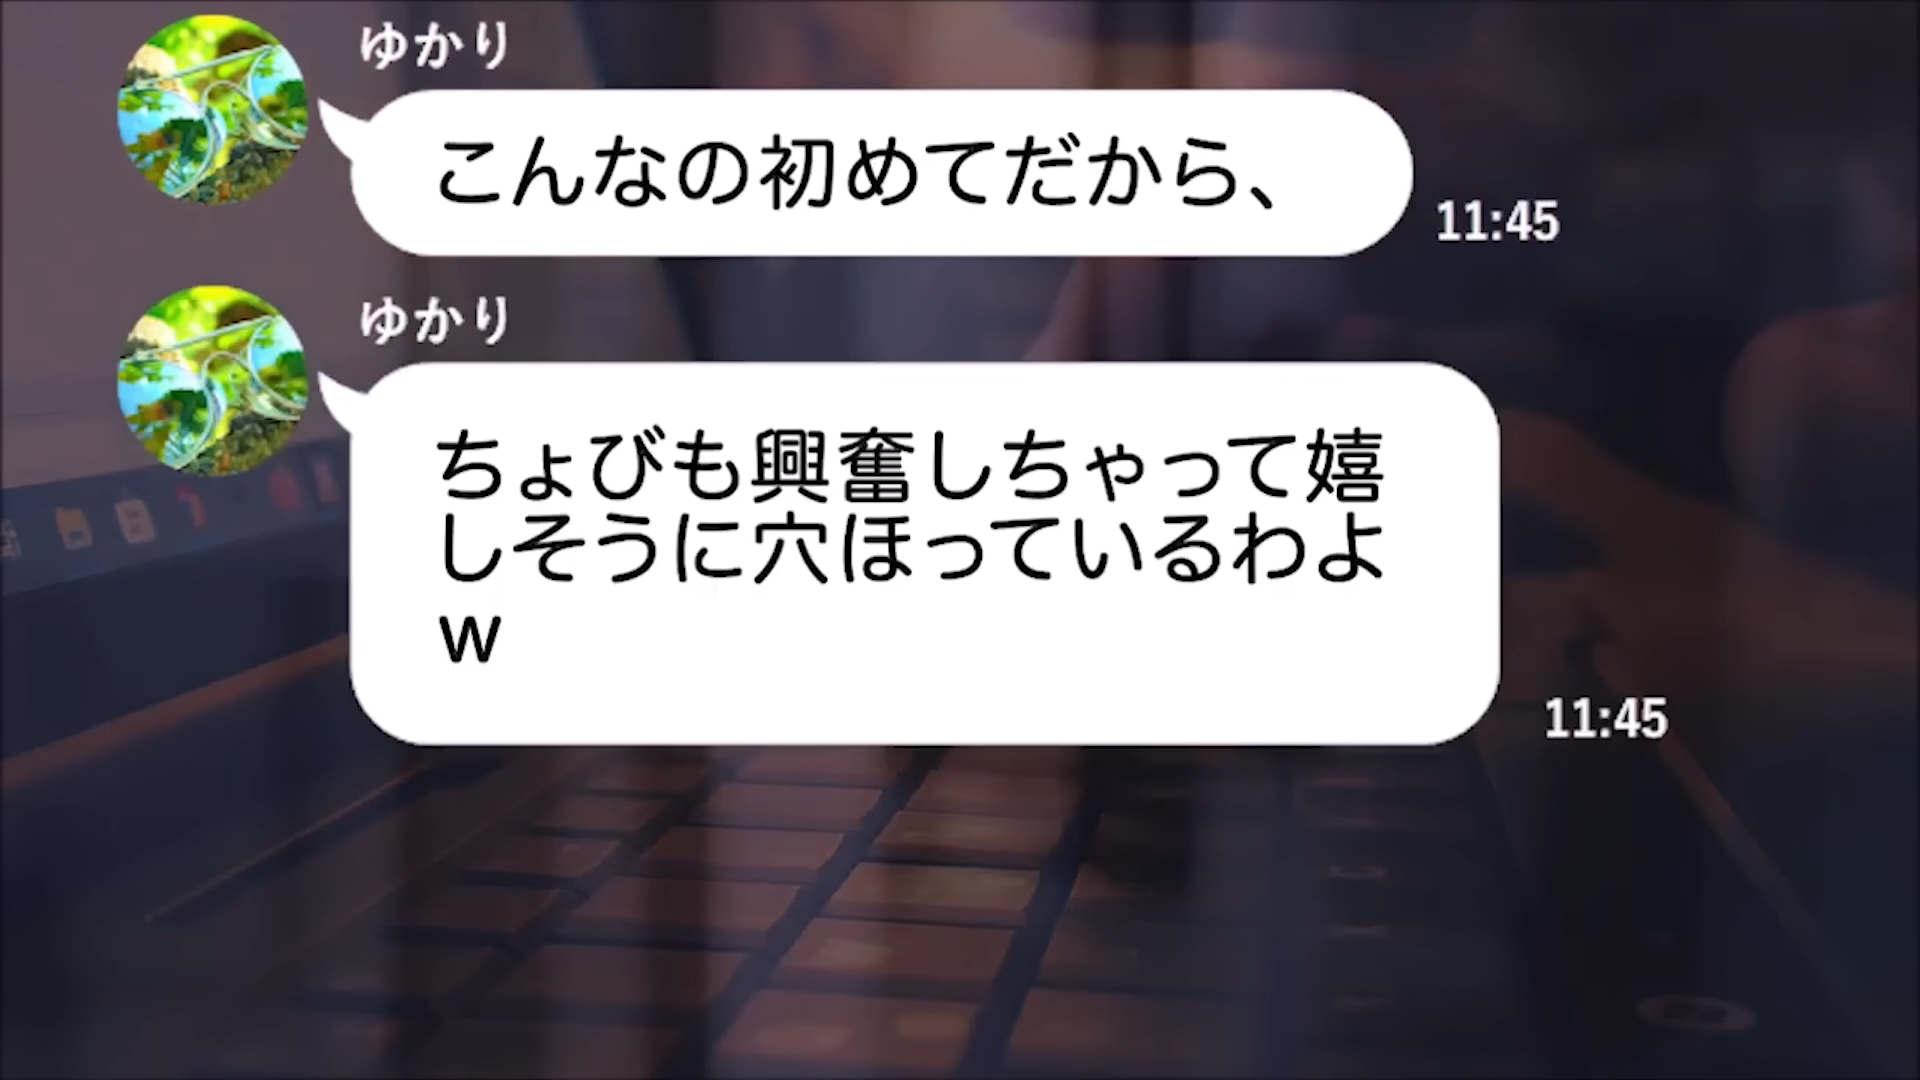 ゆかり
こんなの初めてだから、
11:45
ゆかり
ちょびも興奮しちゃって嬉
しそうに穴ほっているわよ
w
11:45